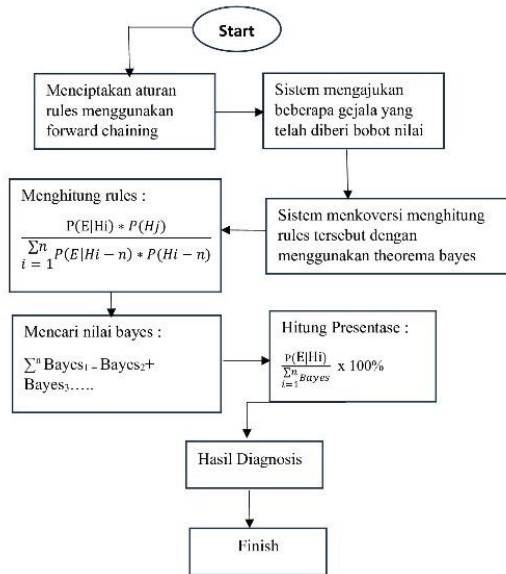 Start
Menciptakan aturan
rules menggunakan
forward chaining
Sistem mengajukan
beberapa gejala yang
telah diberi bobot nilai
Sistem menkoversi menghitung
rules tersebut dengan
menggunakan theorema bayes
Menghitung rules :
P(E|Hi) * P(Hj)
∑n
i = 1 P(E|Hi − n) * P(Hi − n)
Mencari nilai bayes :
∑ⁿ Bayes₁ – Bayes₂+
Bayes₃.....
Hitung Presentase :
P(E|Hi)
∑n
i=1 Bayes x 100%
Hasil Diagnosis
Finish